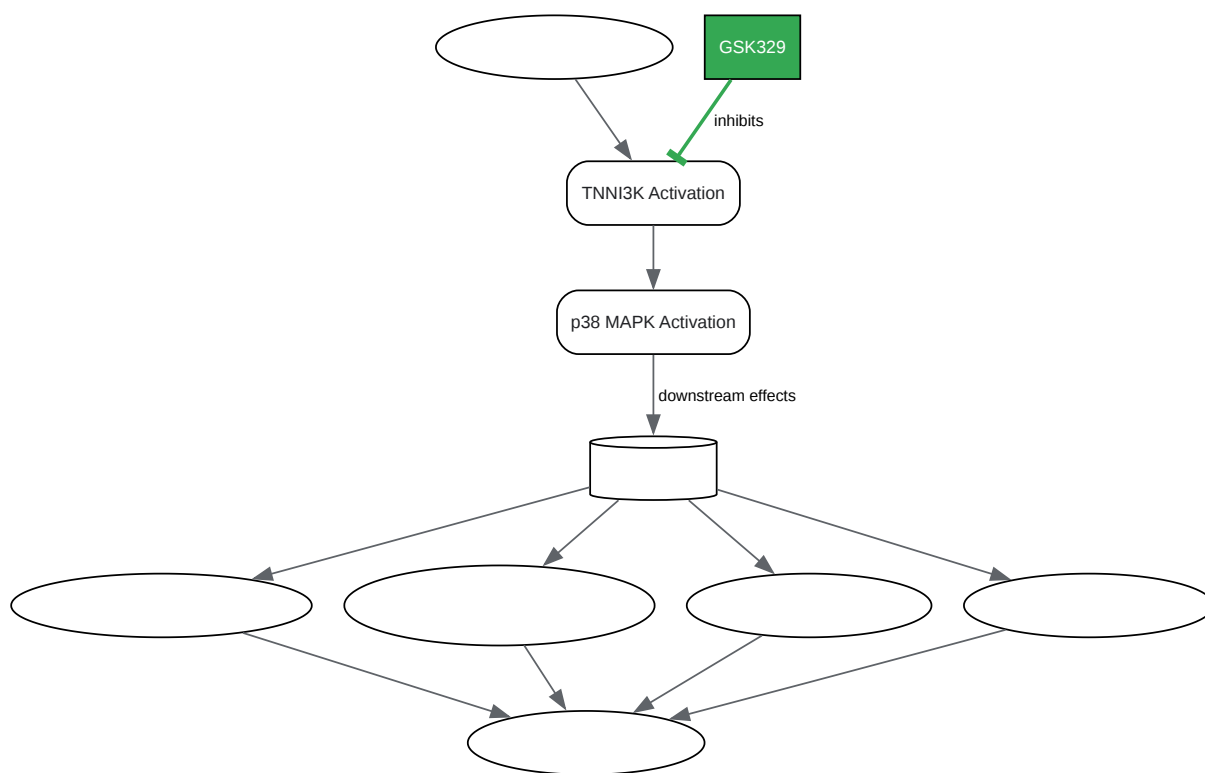 GSK329
inhibits
TNNI3K Activation
p38 MAPK Activation
downstream effects